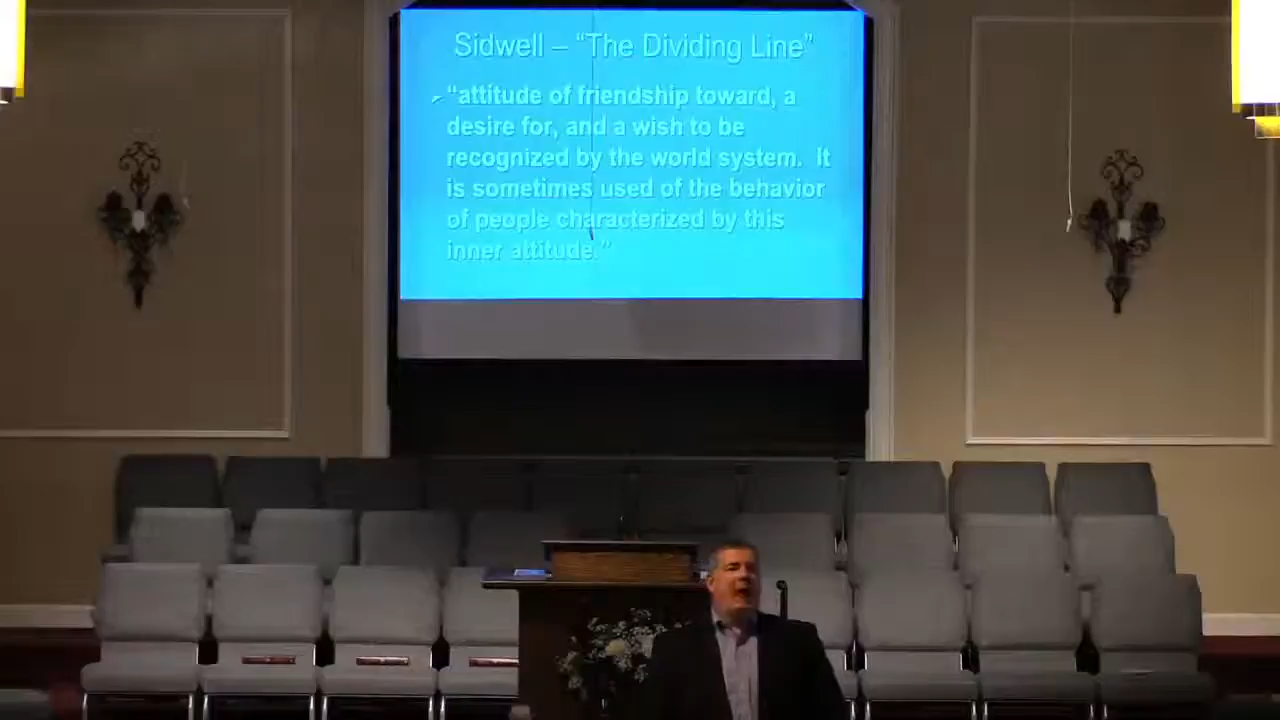 Sidwell – “The Dividing Line”
“attitude of friendship toward, a
desire for, and a wish to be
recognized by the world system.  It
is sometimes used of the behavior
of people characterized by this
inner attitude.”